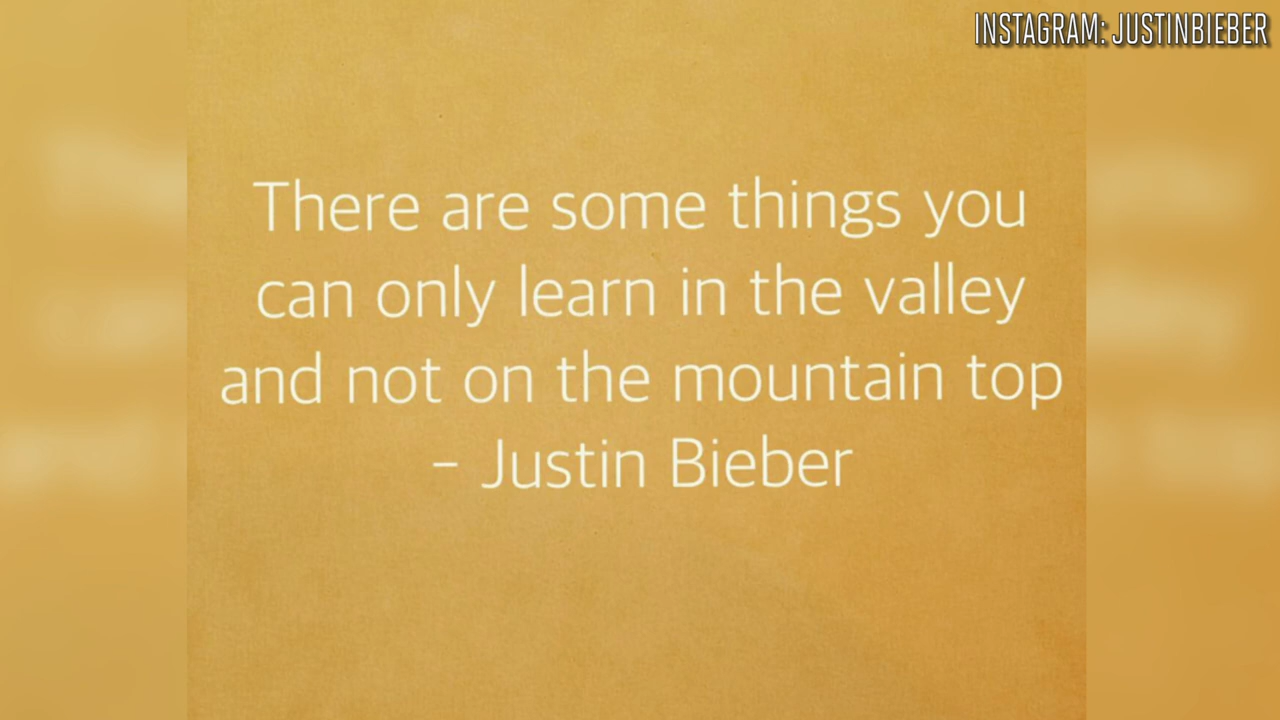 INSTAGRAM: JUSTINBIEBER
There are some things you
can only learn in the valley
and not on the mountain top
- Justin Bieber